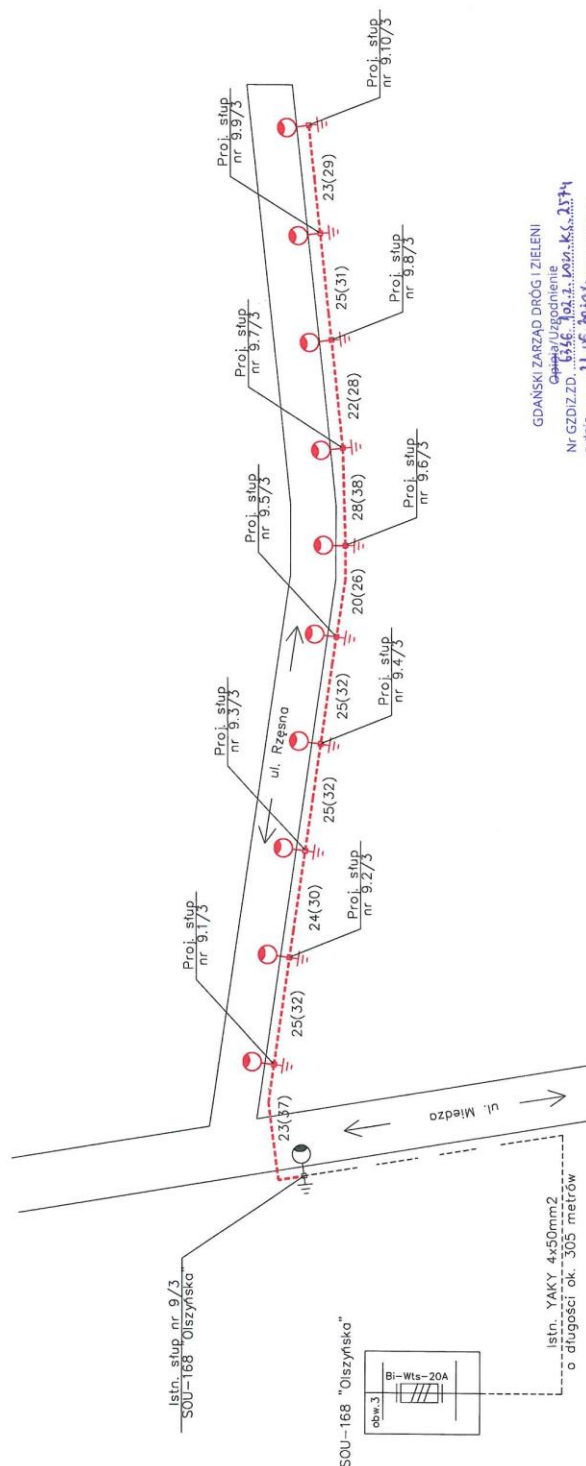 Istn. słup nr 9/3
SOU-168 "Olszyńska"
SOU-168 "Olszyńska"
obw.3
Bi-Wts-20A
Istn. YAKY 4x50mm2
o długości ok. 305 metrów
ul. Miedza
23(37)
Proj. słup
nr 9.1/3
25(32)
Proj. słup
nr 9.2/3
24(30)
Proj. słup
nr 9.3/3
ul. Rzęsna
25(32)
Proj. słup
nr 9.4/3
25(32)
Proj. słup
nr 9.5/3
20(26)
Proj. słup
nr 9.6/3
28(38)
Proj. słup
nr 9.7/3
22(28)
Proj. słup
nr 9.8/3
25(31)
Proj. słup
nr 9.9/3
23(29)
Proj. słup
nr 9.10/3
GDAŃSKI ZARZĄD DRÓG I ZIELENI
Opinia/Uzgodnienie
Nr GZDiZ.ZD.